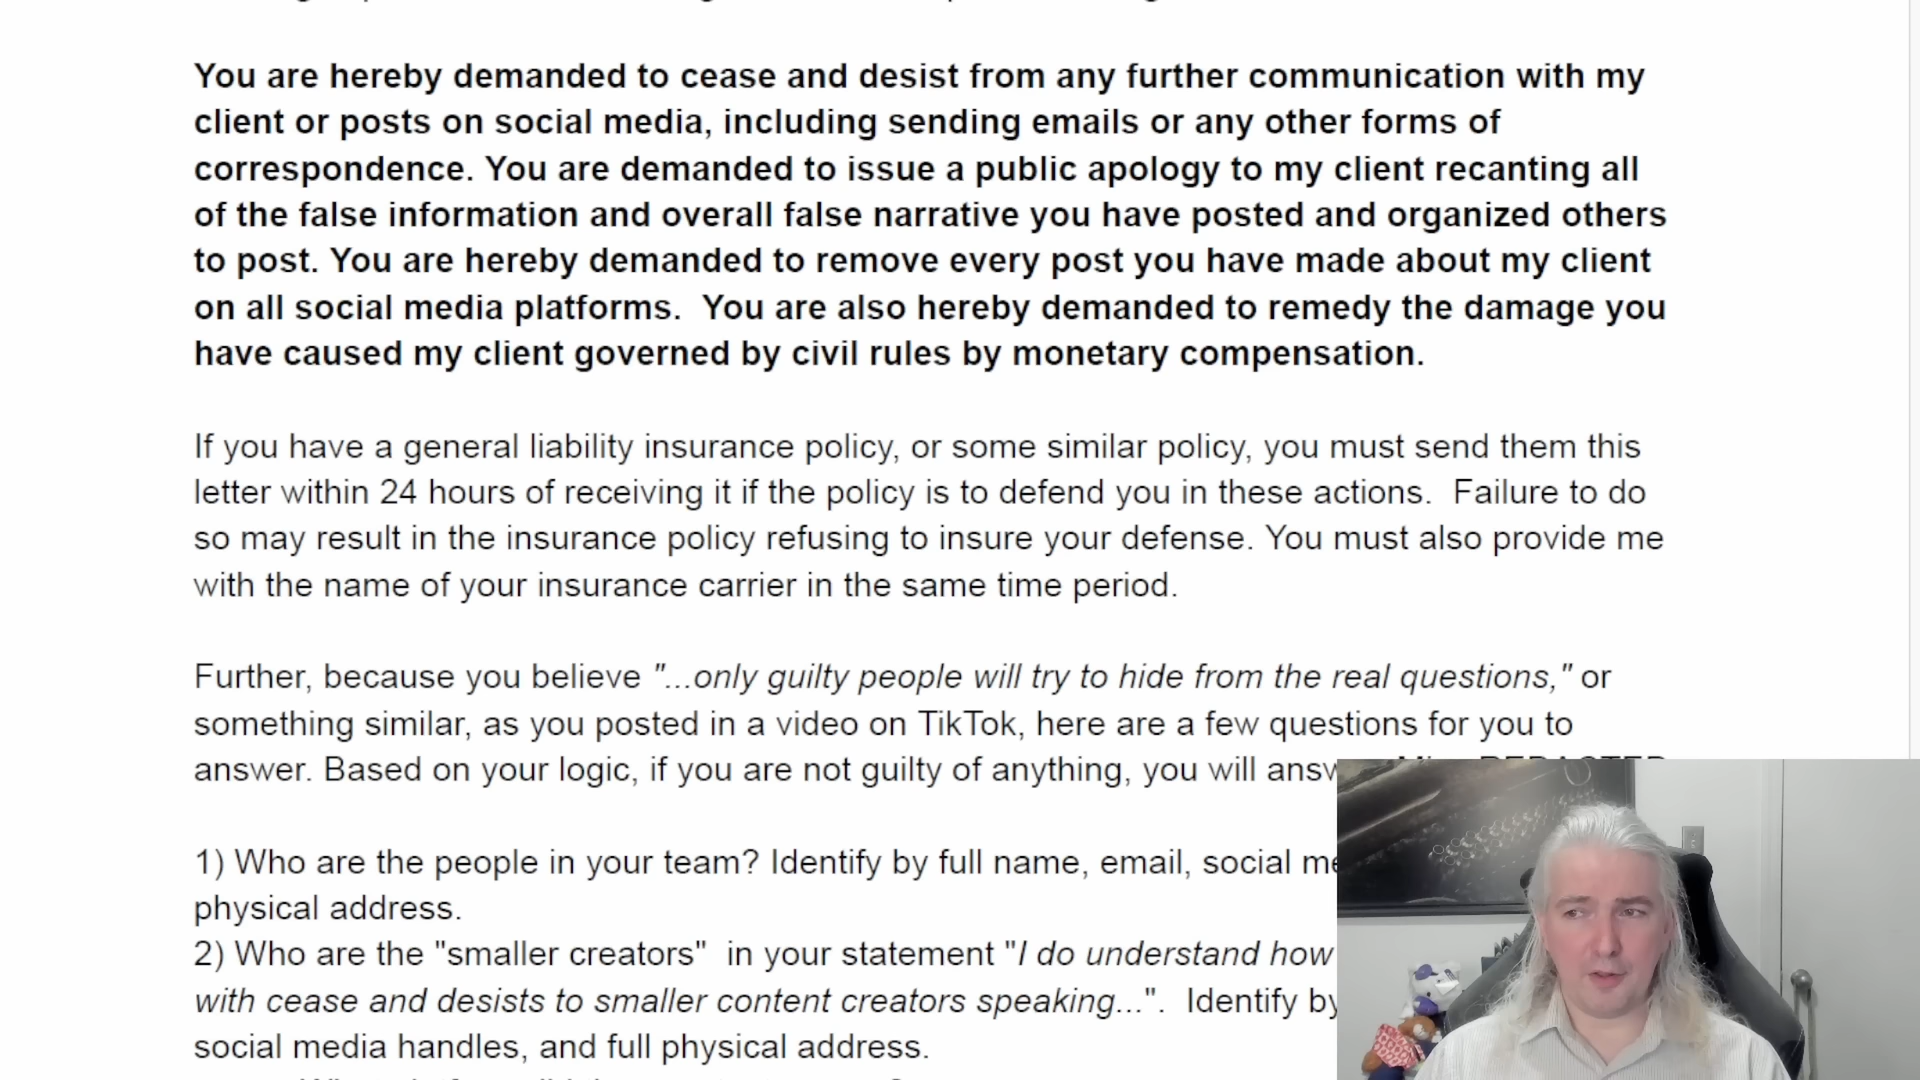 You are hereby demanded to cease and desist from any further communication with my
client or posts on social media, including sending emails or any other forms of
correspondence. You are demanded to issue a public apology to my client recanting all
of the false information and overall false narrative you have posted and organized others
to post. You are hereby demanded to remove every post you have made about my client
on all social media platforms.  You are also hereby demanded to remedy the damage you
have caused my client governed by civil rules by monetary compensation.
If you have a general liability insurance policy, or some similar policy, you must send them this
letter within 24 hours of receiving it if the policy is to defend you in these actions.  Failure to do
so may result in the insurance policy refusing to insure your defense. You must also provide me
with the name of your insurance carrier in the same time period.
Further, because you believe "...only guilty people will try to hide from the real questions," or
something similar, as you posted in a video on TikTok, here are a few questions for you to
answer. Based on your logic, if you are not guilty of anything, you will
1) Who are the people in your team? Identify by full name, email, social
physical address.
2) Who are the "smaller creators"  in your statement "I do understand how
with cease and desists to smaller content creators speaking...".  Identify by
social media handles, and full physical address.